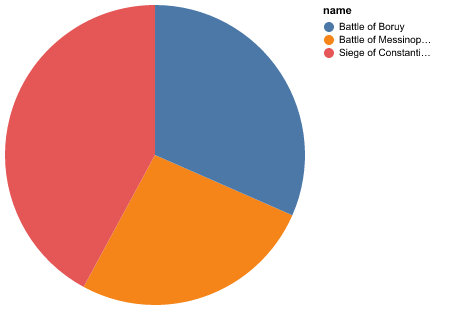 name
Battle of Boruy
Battle of Messinop…
Siege of Constanti…